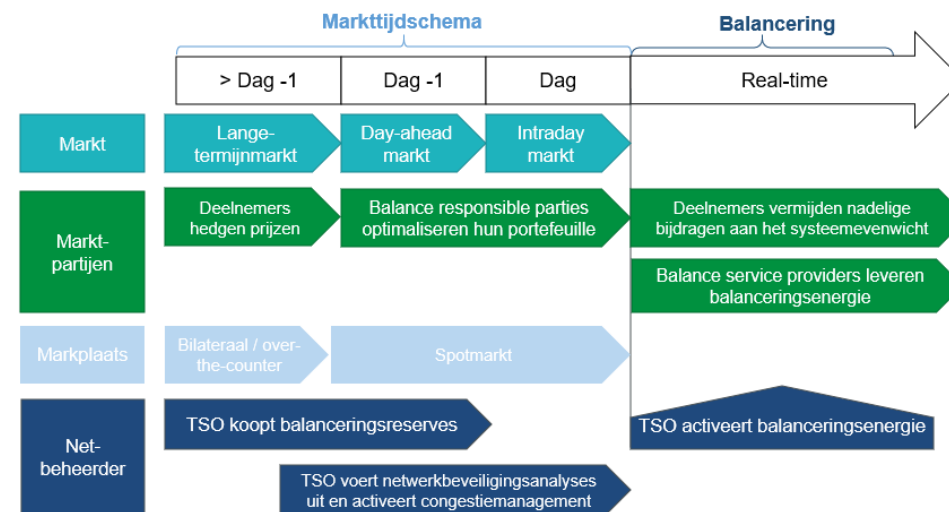 Markttijdschema
Balancering
> Dag -1
Dag -1
Dag
Real-time
Markt
Lange-
termijnmarkt
Day-ahead
markt
Intraday
markt
Markt-
partijen
Deelnemers
hedgen prijzen
Balance responsible parties
optimaliseren hun portefeuille
Deelnemers vermijden nadelige
bijdragen aan het systeemevenwicht
Balance service providers leveren
balanceringsenergie
Markplaats
Bilateraal / over-
the-counter
Spotmarkt
Net-
beheerder
TSO koopt balanceringsreserves
TSO activeert balanceringsenergie
TSO voert netwerkbeveiligingsanalyses
uit en activeert congestiemanagement